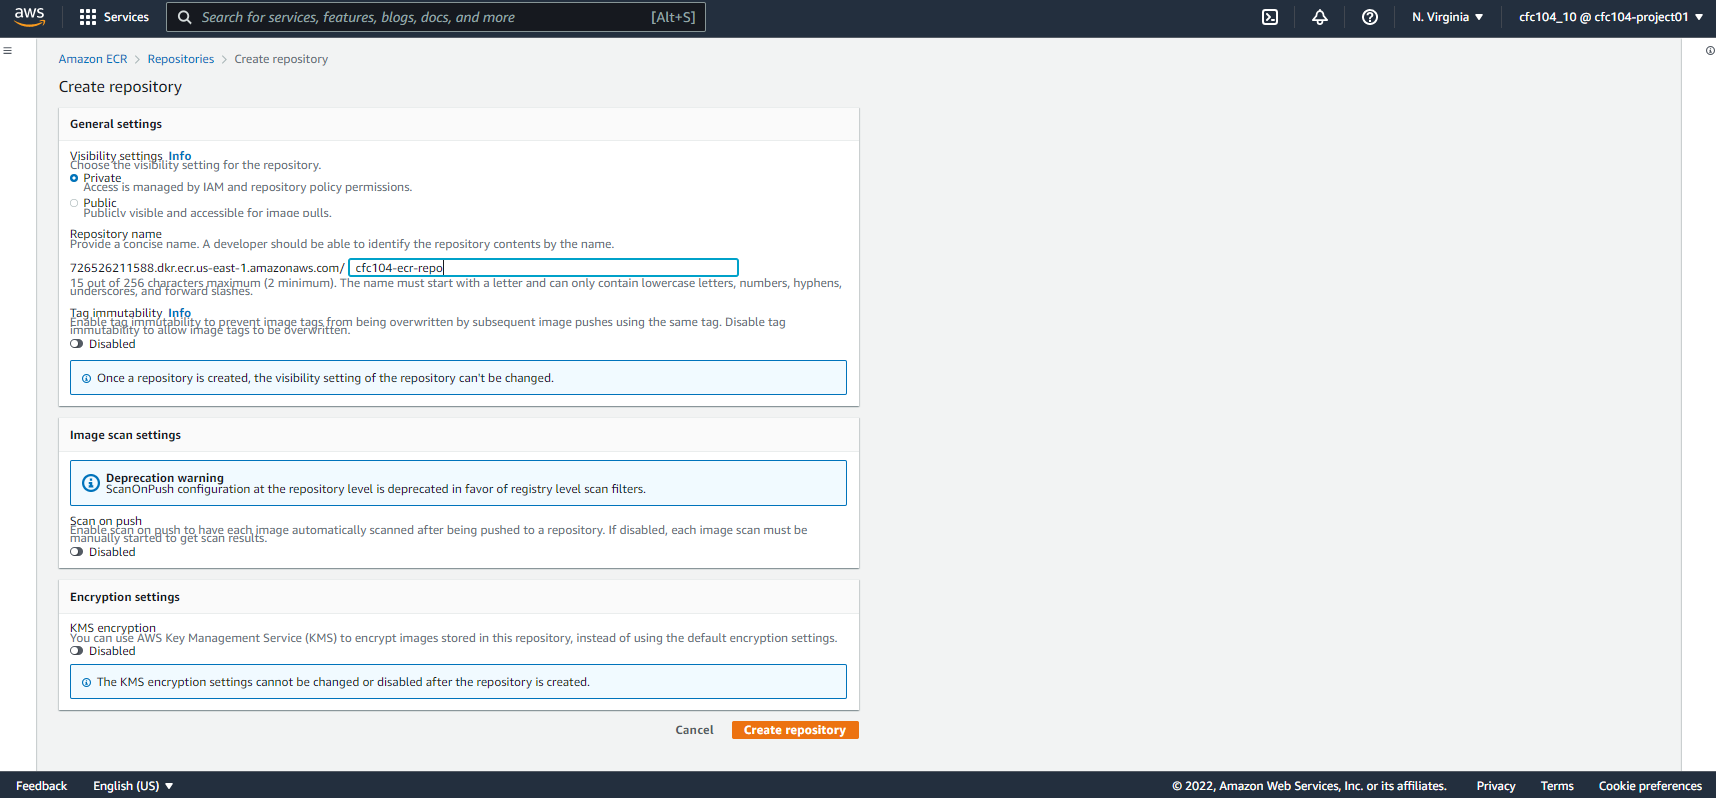 aws Services Search for services, features, blogs, docs, and more [Alt+S] N. Virginia ▼ cfc104_10 @ cfc104-project01 ▼
Amazon ECR > Repositories > Create repository
Create repository
General settings
Visibility settings Info
Choose the visibility setting for the repository.
Private
Access is managed by IAM and repository policy permissions.
Public
Publicly visible and accessible for image pulls.
Repository name
Provide a concise name. A developer should be able to identify the repository contents by the name.
726526211588.dkr.ecr.us-east-1.amazonaws.com/ cfc104-ecr-repo
15 out of 256 characters maximum (2 minimum). The name must start with a letter and can only contain lowercase letters, numbers, hyphens,
underscores, and forward slashes.
Tag immutability Info
Enable tag immutability to prevent image tags from being overwritten by subsequent image pushes using the same tag. Disable tag
immutability to allow image tags to be overwritten.
Disabled
Once a repository is created, the visibility setting of the repository can't be changed.
Image scan settings
Deprecation warning
ScanOnPush configuration at the repository level is deprecated in favor of registry level scan filters.
Scan on push
Enable scan on push to have each image automatically scanned after being pushed to a repository. If disabled, each image scan must be
manually started to get scan results.
Disabled
Encryption settings
KMS encryption
You can use AWS Key Management Service (KMS) to encrypt images stored in this repository, instead of using the default encryption settings.
Disabled
The KMS encryption settings cannot be changed or disabled after the repository is created.
Cancel Create repository
Feedback English (US) ▼ © 2022, Amazon Web Services, Inc. or its affiliates. Privacy Terms Cookie preferences